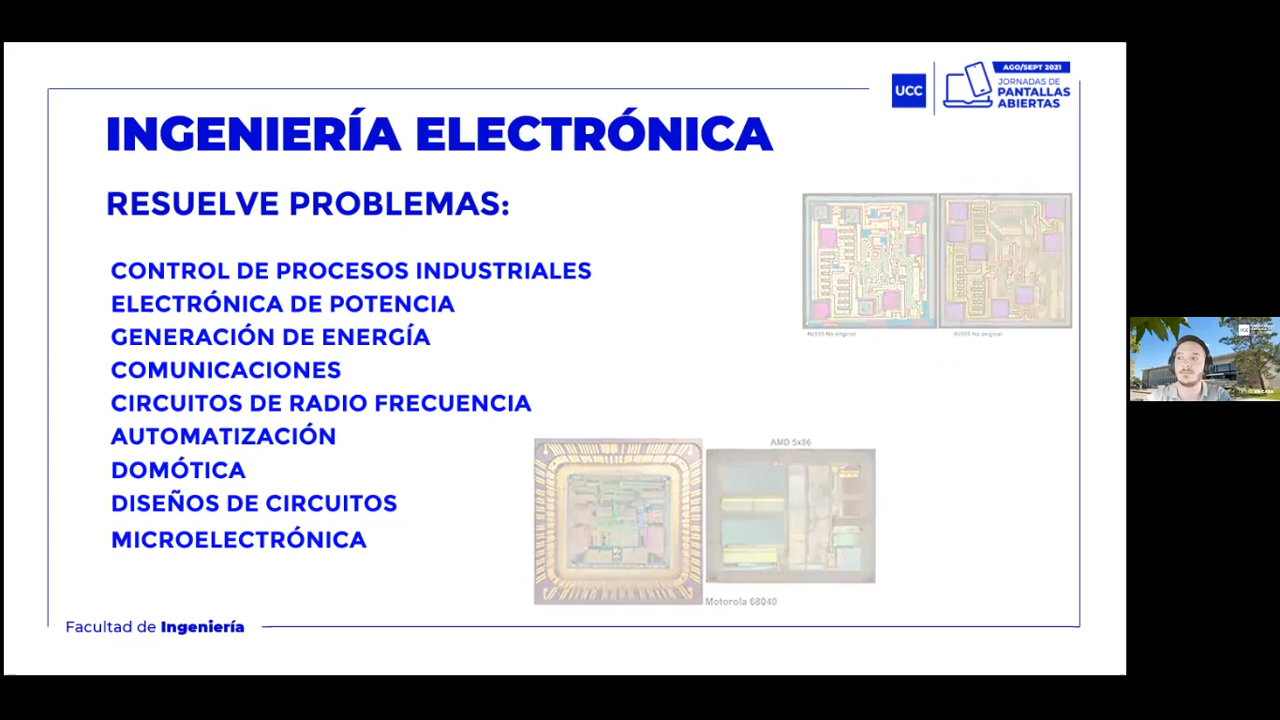 UCC
AGO/SEPT 2021
JORNADAS DE
PANTALLAS
ABIERTAS
INGENIERÍA ELECTRÓNICA
RESUELVE PROBLEMAS:
CONTROL DE PROCESOS INDUSTRIALES
ELECTRÓNICA DE POTENCIA
GENERACIÓN DE ENERGÍA
COMUNICACIONES
CIRCUITOS DE RADIO FRECUENCIA
AUTOMATIZACIÓN
DOMÓTICA
DISEÑOS DE CIRCUITOS
MICROELECTRÓNICA
AMD 5x86
Motorola 68040
Facultad de Ingeniería
UCC